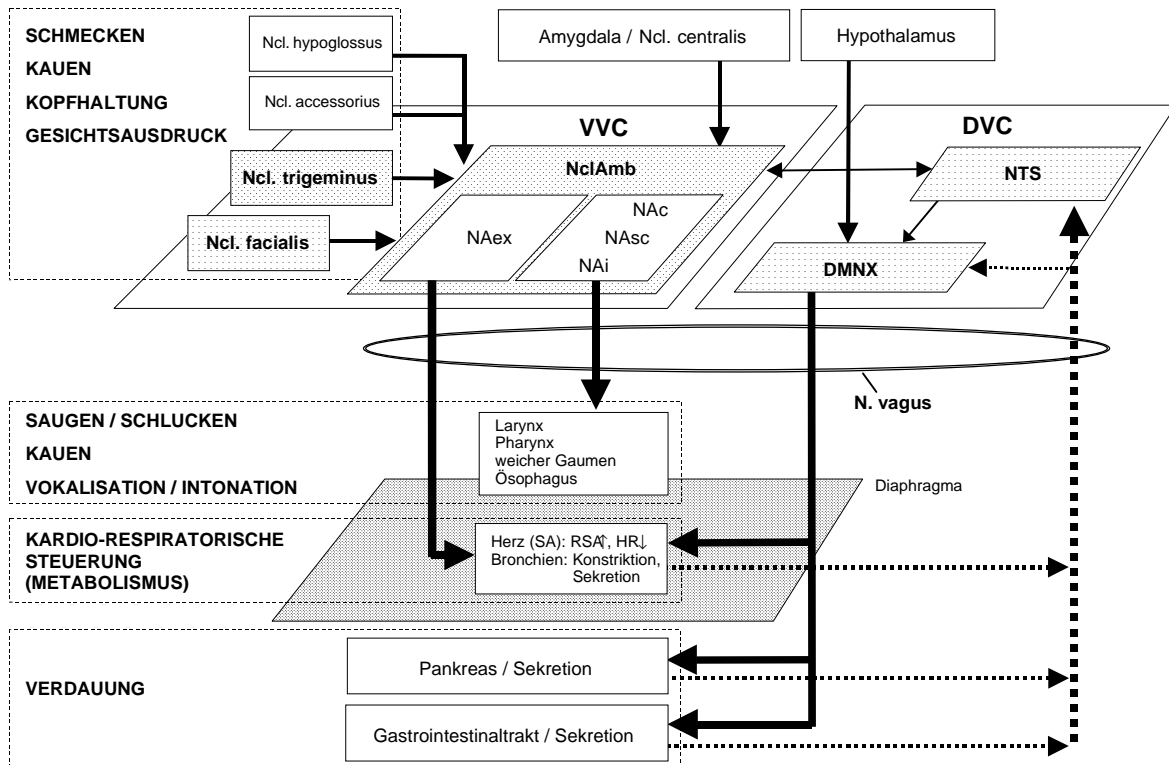 SCHMECKEN
KAUEN
KOPFHALTUNG
GESICHTSAUSDRUCK
Ncl. hypoglossus
Ncl. accessorius
Ncl. trigeminus
Ncl. facialis
Amygdala / Ncl. centralis
Hypothalamus
VVC
DVC
NclAmb
NAex
NAc
NAsc
NAi
NTS
DMNX
N. vagus
SAUGEN / SCHLUCKEN
KAUEN
VOKALISATION / INTONATION
Larynx
Pharynx
weicher Gaumen
Ösophagus
Diaphragma
KARDIO-RESPIRATORISCHE
STEUERUNG
(METABOLISMUS)
Herz (SA): RSA↑, HR↓
Bronchien: Konstriktion,
Sekretion
VERDAUUNG
Pankreas / Sekretion
Gastrointestinaltrakt / Sekretion